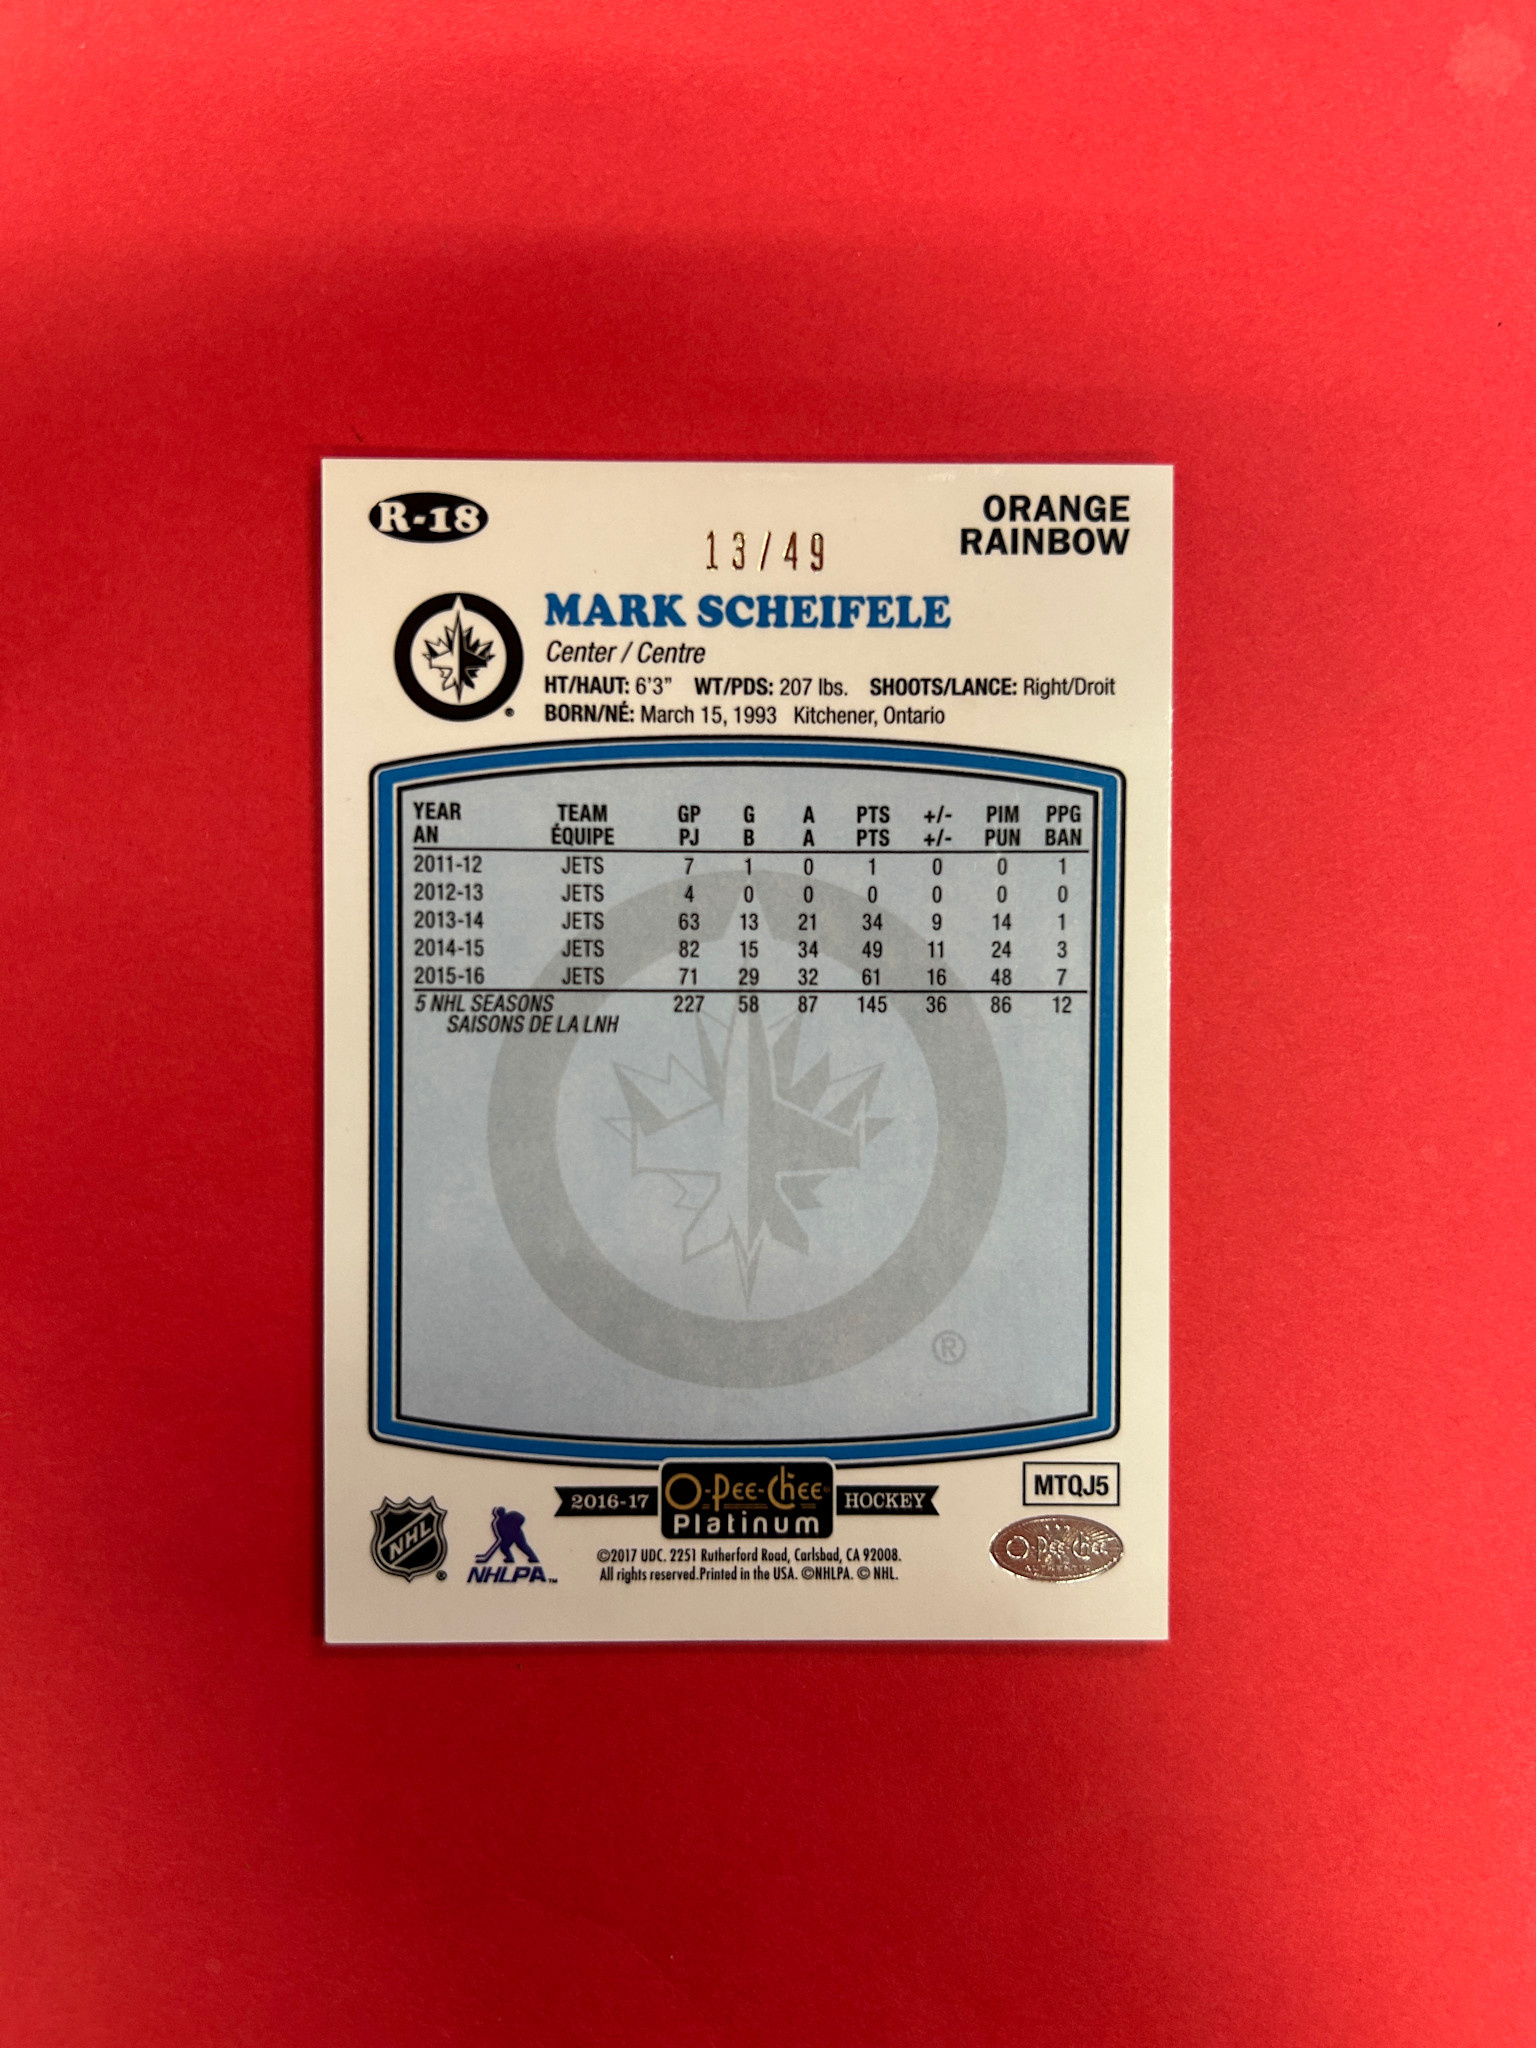 R-18
ORANGE
RAINBOW
13/49
MARK SCHEIFELE
Center / Centre
HT/HAUT: 6'3" WT/PDS: 207 lbs. SHOOTS/LANCE: Right/Droit
BORN/NÉ: March 15, 1993 Kitchener, Ontario
YEAR TEAM GP G A PTS +/- PIM PPG
AN ÉQUIPE PJ B A PTS +/- PUN BAN
2011-12 JETS 7 1 0 1 0 0 1
2012-13 JETS 4 0 0 0 0 0 0
2013-14 JETS 63 13 21 34 9 14 1
2014-15 JETS 82 15 34 49 11 24 3
2015-16 JETS 71 29 32 61 16 48 7
5 NHL SEASONS 227 58 87 145 36 86 12
SAISONS DE LA LNH
®
MTQJ5
2016-17 O-Pee-Chee HOCKEY
Platinum
NHL ®
NHLPA™
©2017 UDC. 2251 Rutherford Road, Carlsbad, CA 92008.
All rights reserved.Printed in the USA. ©NHLPA. © NHL.
O-Pee-Chee
AUTHENTIC